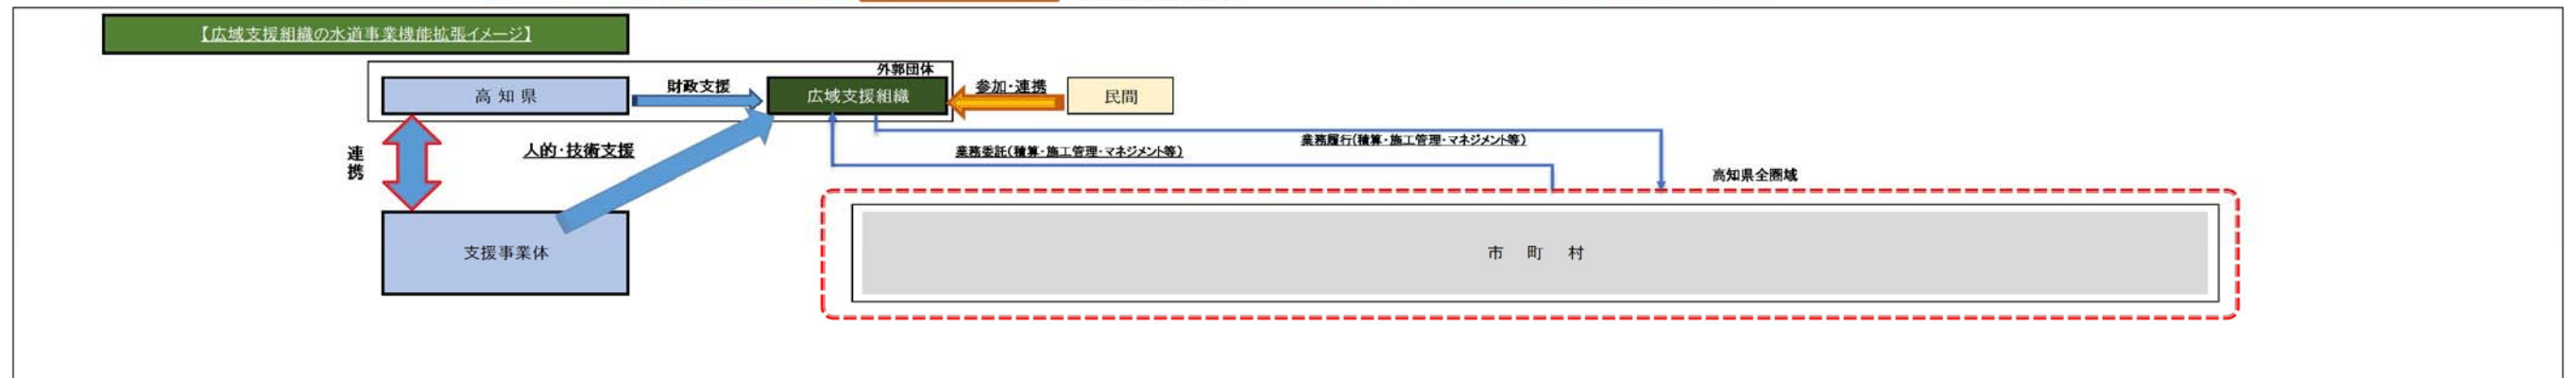 【広域支援組織の水道事業機能拡張イメージ】
外郭団体
高知県
財政支援
広域支援組織
参加・連携
民間
連携
人的・技術支援
業務委託(積算・施工管理・マネジメント等)
業務履行(積算・施工管理・マネジメント等)
高知県全圏域
支援事業体
市 町 村